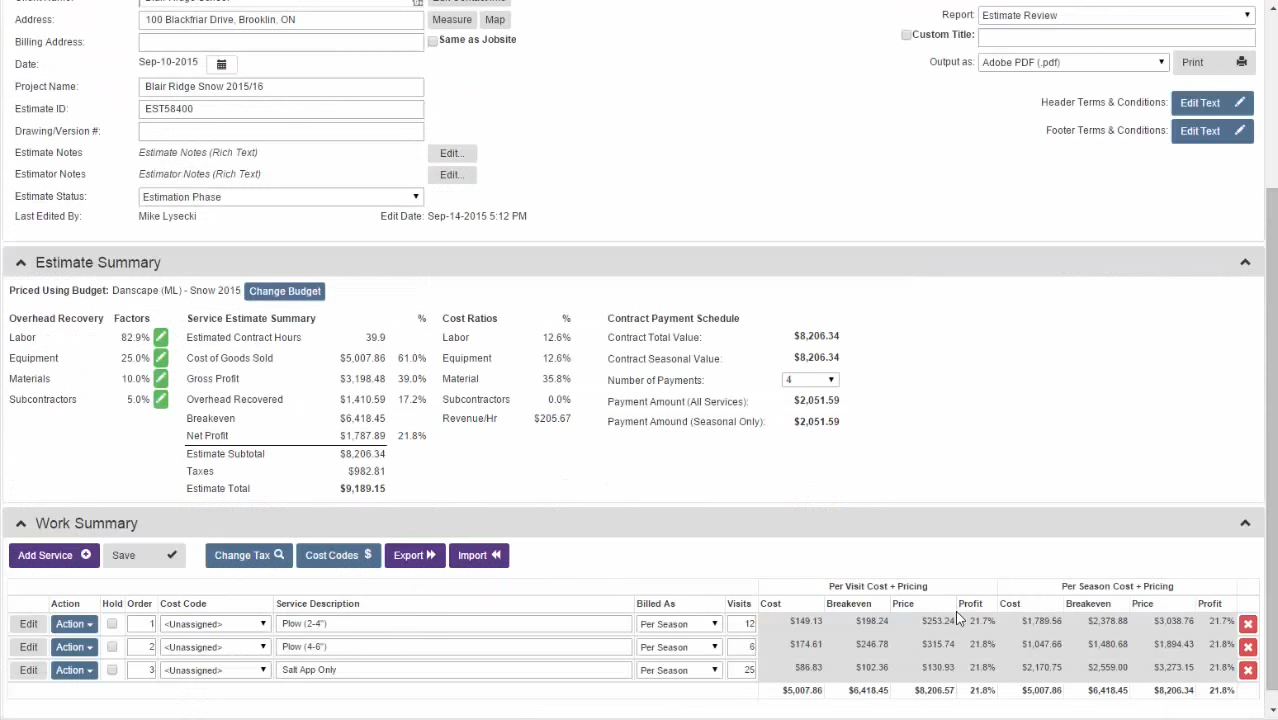 Address: 100 Blackfriar Drive, Brooklin, ON Measure Map
Billing Address: Same as Jobsite
Date: Sep-10-2015
Project Name: Blair Ridge Snow 2015/16
Estimate ID: EST58400
Drawing/Version #:
Estimate Notes Estimate Notes (Rich Text) Edit...
Estimator Notes Estimator Notes (Rich Text) Edit...
Estimate Status: Estimation Phase
Last Edited By: Mike Lysecki Edit Date: Sep-14-2015 5:12 PM
Report: Estimate Review
Custom Title:
Output as: Adobe PDF (.pdf) Print
Header Terms & Conditions: Edit Text
Footer Terms & Conditions: Edit Text
Estimate Summary
Priced Using Budget: Danscape (ML) - Snow 2015 Change Budget
Overhead Recovery Factors
Labor 82.9%
Equipment 25.0%
Materials 10.0%
Subcontractors 5.0%
Service Estimate Summary %
Estimated Contract Hours 39.9
Cost of Goods Sold $5,007.86 61.0%
Gross Profit $3,198.48 39.0%
Overhead Recovered $1,410.59 17.2%
Breakeven $6,418.45
Net Profit $1,787.89 21.8%
Estimate Subtotal $8,206.34
Taxes $982.81
Estimate Total $9,189.15
Cost Ratios %
Labor 12.6%
Equipment 12.6%
Material 35.8%
Subcontractors 0.0%
Revenue/Hr $205.67
Contract Payment Schedule
Contract Total Value: $8,206.34
Contract Seasonal Value: $8,206.34
Number of Payments: 4
Payment Amount (All Services): $2,051.59
Payment Amound (Seasonal Only): $2,051.59
Work Summary
Add Service Save Change Tax Cost Codes $ Export Import
Per Visit Cost + Pricing Per Season Cost + Pricing
Action Hold Order Cost Code Service Description Billed As Visits Cost Breakeven Price Profit Cost Breakeven Price Profit
Edit Action 1 <Unassigned> Plow (2-4") Per Season 12 $149.13 $198.24 $253.24 21.7% $1,789.56 $2,378.88 $3,038.76 21.7%
Edit Action 2 <Unassigned> Plow (4-6") Per Season 6 $174.61 $246.78 $315.74 21.8% $1,047.66 $1,480.68 $1,894.43 21.8%
Edit Action 3 <Unassigned> Salt App Only Per Season 25 $86.83 $102.36 $130.93 21.8% $2,170.75 $2,559.00 $3,273.15 21.8%
$5,007.86 $6,418.45 $8,206.57 21.8% $5,007.86 $6,418.45 $8,206.34 21.8%